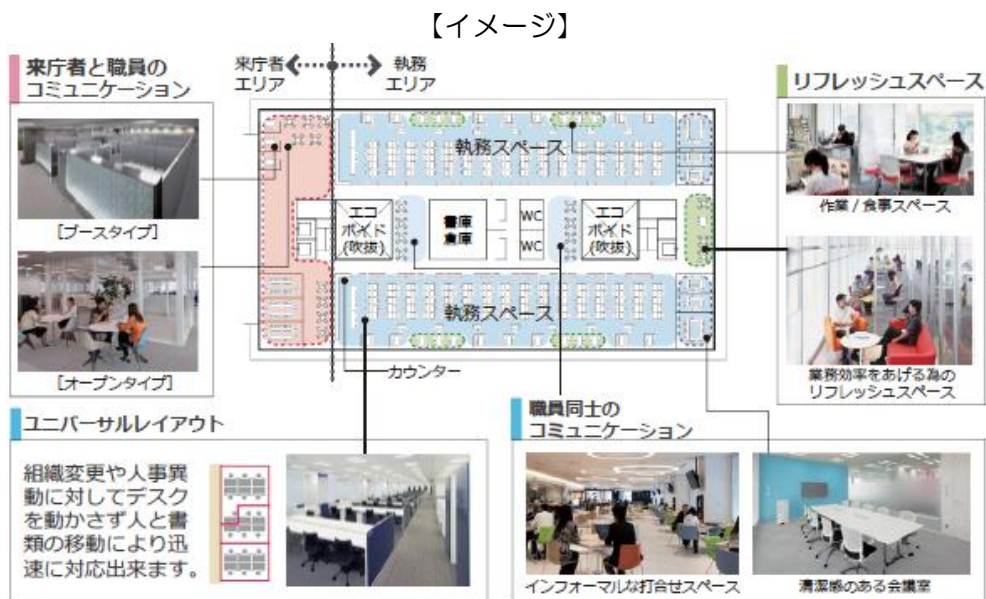 【イメージ】
来庁者と職員の
コミュニケーション
[ブースタイプ]
[オープンタイプ]
来庁者
エリア
執務
エリア
執務スペース
エコ
ボイド
(吹抜)
書庫
倉庫
WC
WC
エコ
ボイド
(吹抜)
執務スペース
カウンター
リフレッシュスペース
作業 / 食事スペース
業務効率をあげる為の
リフレッシュスペース
ユニバーサルレイアウト
組織変更や人事異
動に対してデスク
を動かさず人と書
類の移動により迅
速に対応出来ます。
職員同士の
コミュニケーション
インフォーマルな打合せスペース
清潔感のある会議室